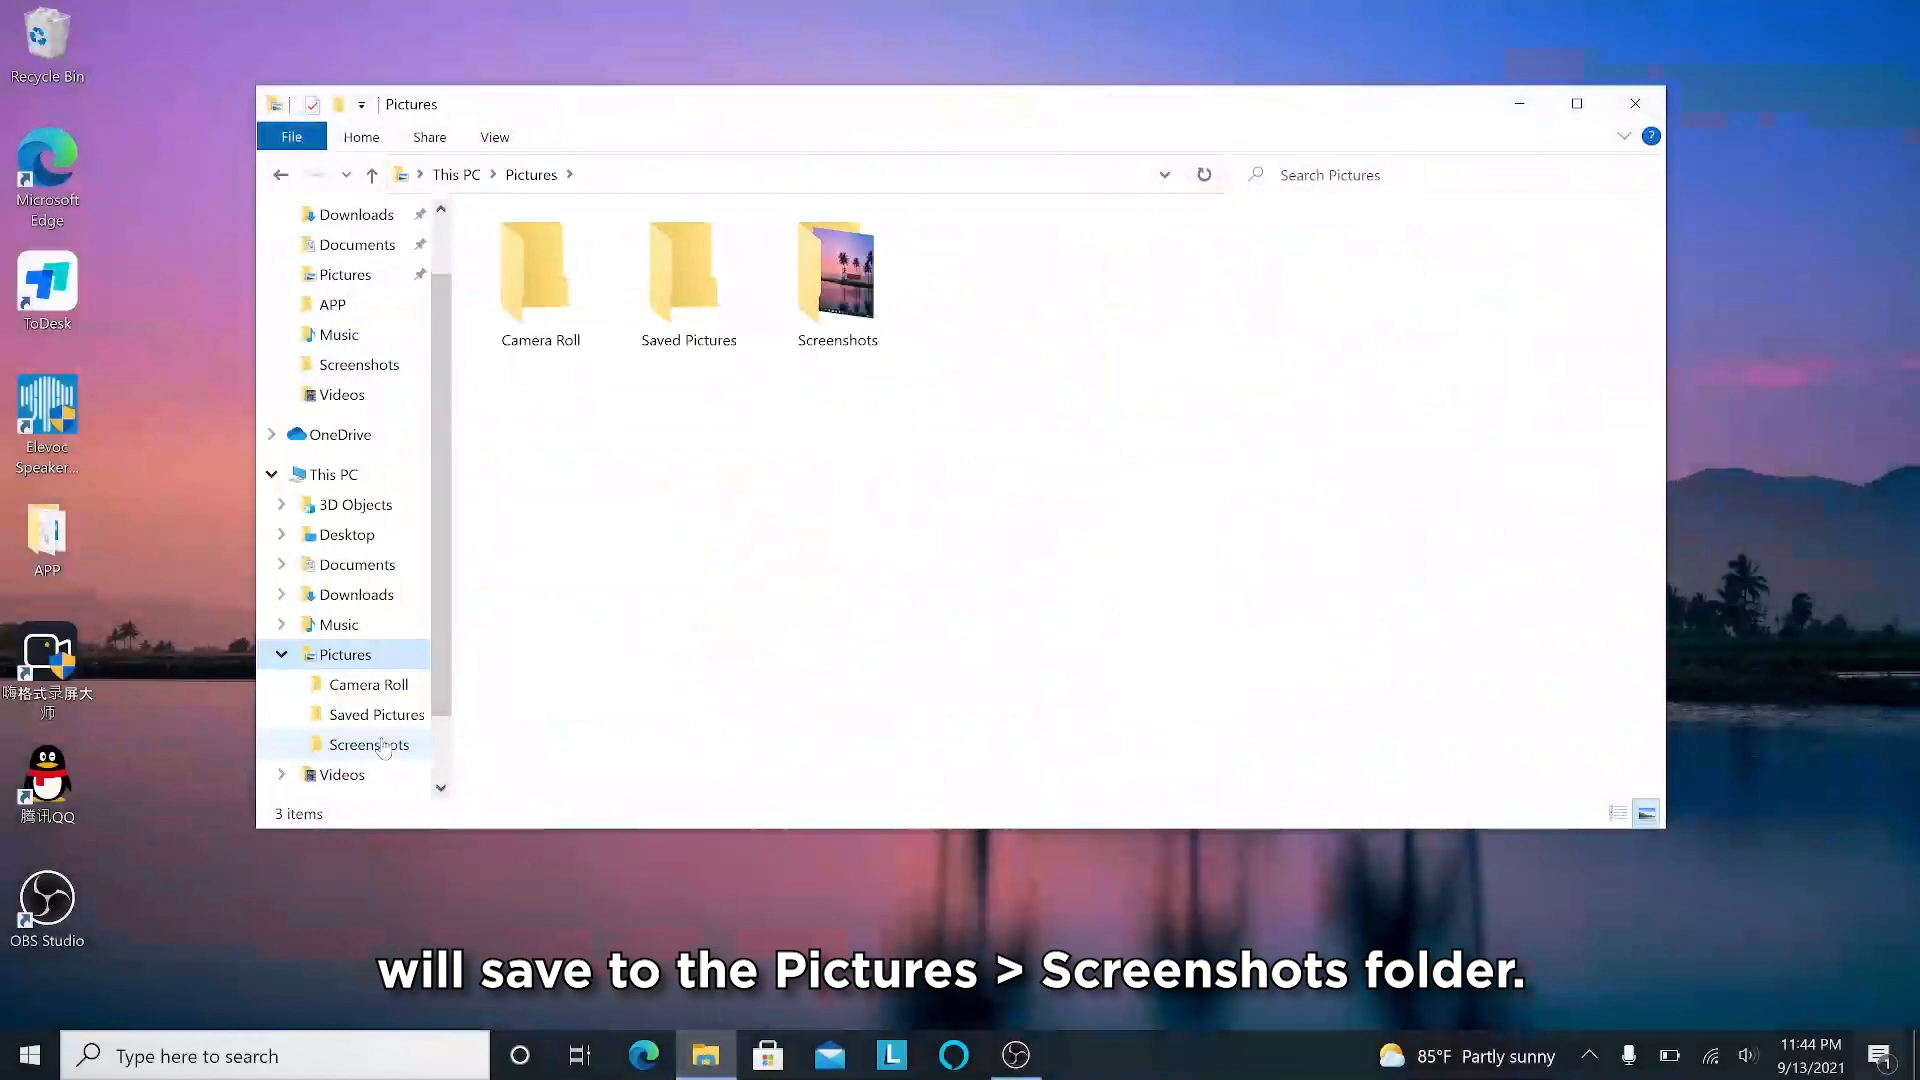 Recycle Bin
Microsoft
Edge
ToDesk
Elevoc
Speaker...
APP
嗨格式录屏大
师
腾讯QQ
OBS Studio
Pictures
File
Home
Share
View
?
This PC
Pictures
Search Pictures
Downloads
Documents
Pictures
APP
Music
Screenshots
Videos
OneDrive
This PC
3D Objects
Desktop
Documents
Downloads
Music
Pictures
Camera Roll
Saved Pictures
Screenshots
Videos
Camera Roll
Saved Pictures
Screenshots
3 items
will save to the Pictures > Screenshots folder.
Type here to search
L
85°F Partly sunny
11:44 PM
9/13/2021
1